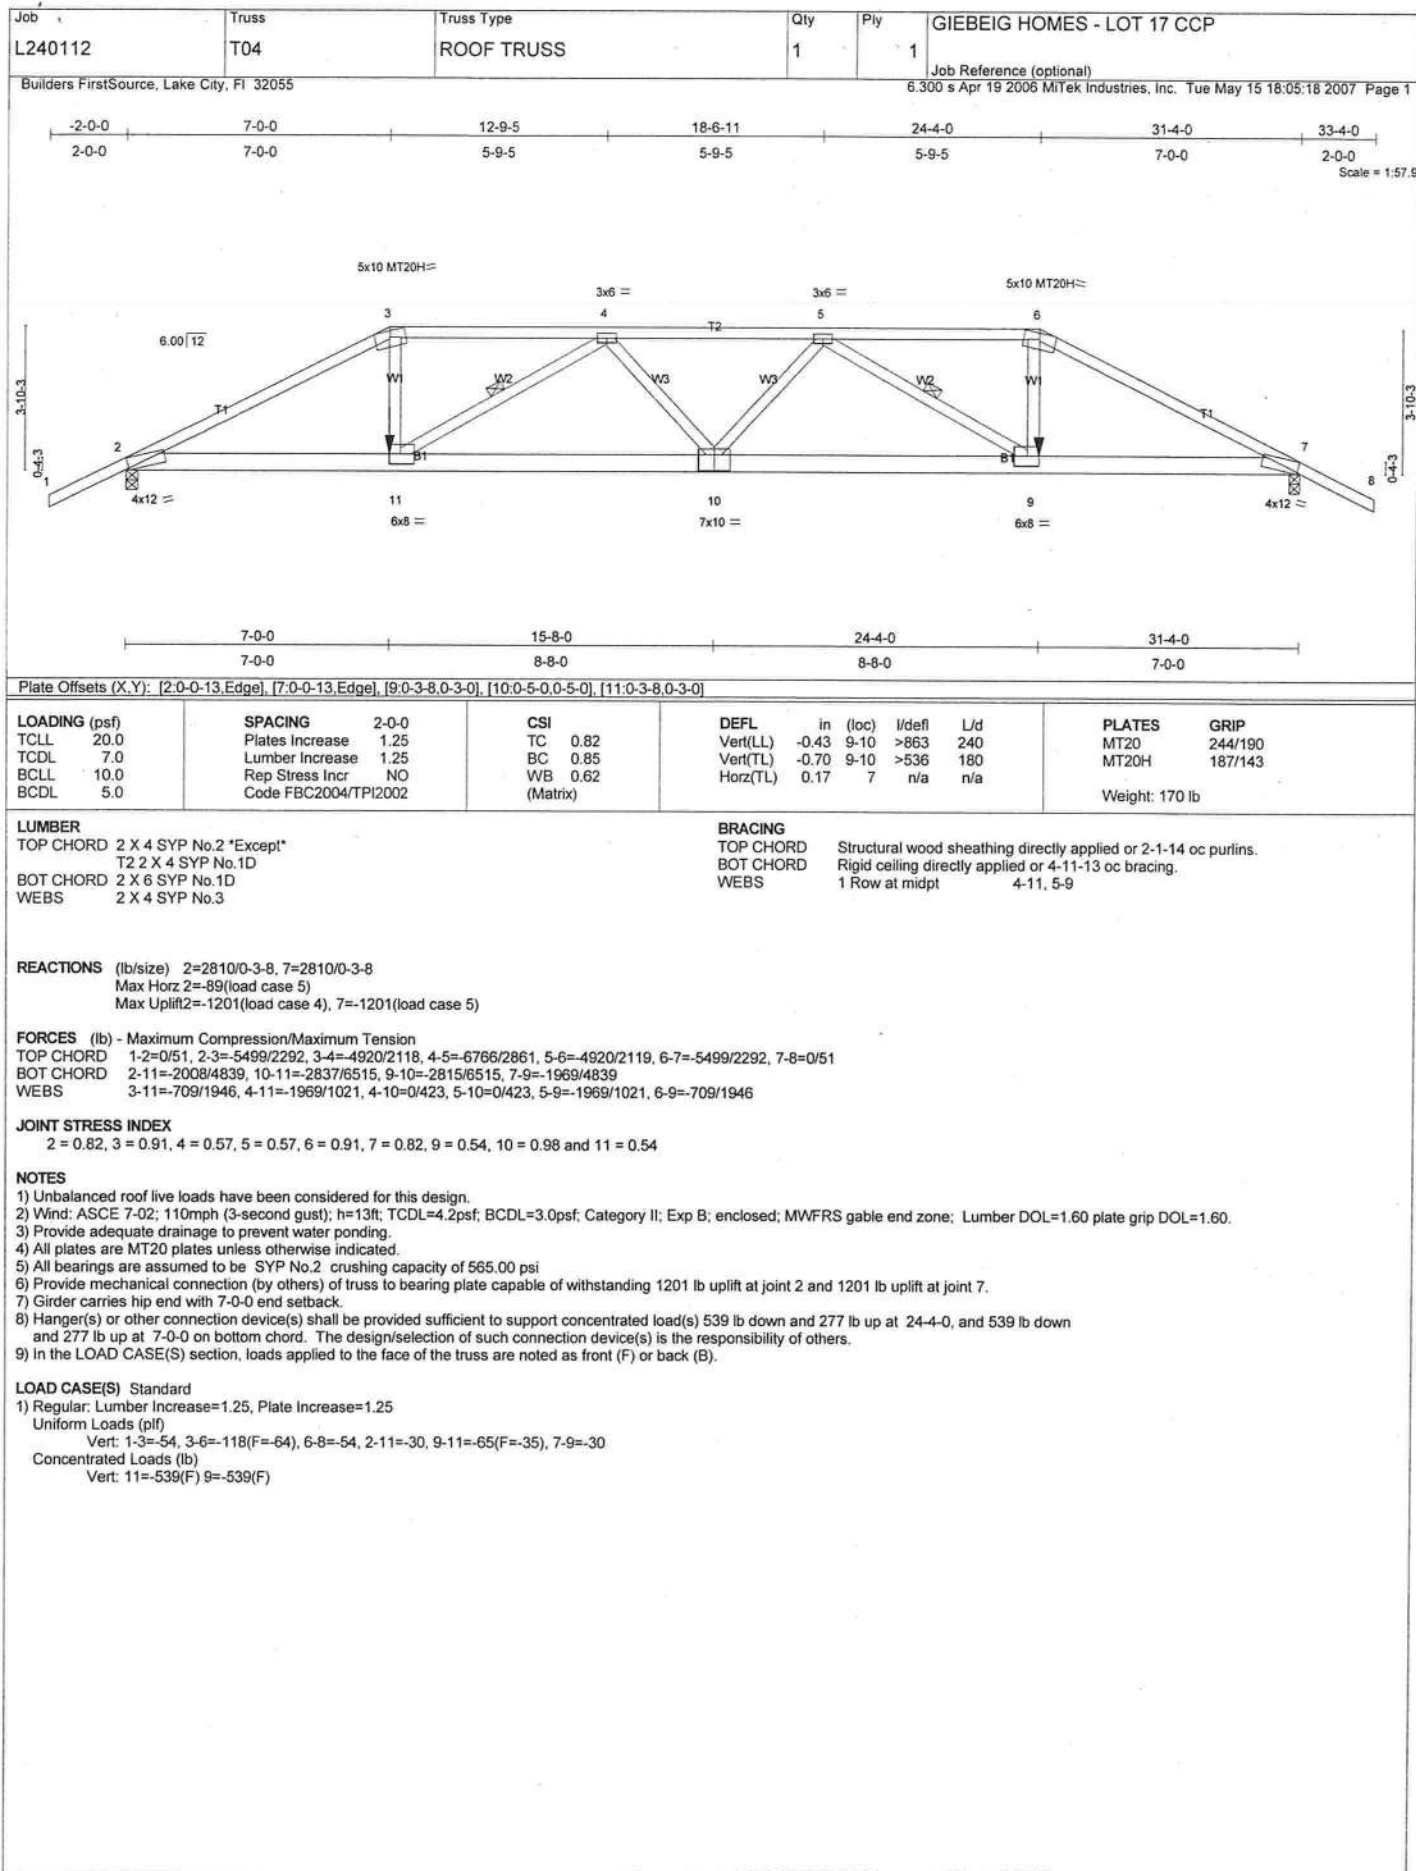 Job Truss Truss Type Qty Ply GIEBEIG HOMES - LOT 17 CCP
L240112 T04 ROOF TRUSS 1 1
Job Reference (optional)
Builders FirstSource, Lake City, Fl 32055 6.300 s Apr 19 2006 MiTek Industries, Inc. Tue May 15 18:05:18 2007 Page 1
-2-0-0 7-0-0 12-9-5 18-6-11 24-4-0 31-4-0 33-4-0
2-0-0 7-0-0 5-9-5 5-9-5 5-9-5 7-0-0 2-0-0
Scale = 1:57.9
5x10 MT20H= 3x6 = 3x6 = 5x10 MT20H=
3 4 5 6
T2
6.00 12
3-10-3 3-10-3
W1 W2 W3 W3 W2 W1
T1 T1
2 7
0-4-3 B1 B1 0-4-3
1 8
4x12 = 11 10 9 4x12 =
6x8 = 7x10 = 6x8 =
7-0-0 15-8-0 24-4-0 31-4-0
7-0-0 8-8-0 8-8-0 7-0-0
Plate Offsets (X,Y): [2:0-0-13,Edge], [7:0-0-13,Edge], [9:0-3-8,0-3-0], [10:0-5-0,0-5-0], [11:0-3-8,0-3-0]
LOADING (psf) SPACING 2-0-0 CSI DEFL in (loc) l/defl L/d PLATES GRIP
TCLL 20.0 Plates Increase 1.25 TC 0.82 Vert(LL) -0.43 9-10 >863 240 MT20 244/190
TCDL 7.0 Lumber Increase 1.25 BC 0.85 Vert(TL) -0.70 9-10 >536 180 MT20H 187/143
BCLL 10.0 Rep Stress Incr NO WB 0.62 Horz(TL) 0.17 7 n/a n/a
BCDL 5.0 Code FBC2004/TPI2002 (Matrix) Weight: 170 lb
LUMBER BRACING
TOP CHORD 2 X 4 SYP No.2 *Except* TOP CHORD Structural wood sheathing directly applied or 2-1-14 oc purlins.
T2 2 X 4 SYP No.1D BOT CHORD Rigid ceiling directly applied or 4-11-13 oc bracing.
BOT CHORD 2 X 6 SYP No.1D WEBS 1 Row at midpt 4-11, 5-9
WEBS 2 X 4 SYP No.3
REACTIONS (lb/size) 2=2810/0-3-8, 7=2810/0-3-8
Max Horz 2=-89(load case 5)
Max Uplift2=-1201(load case 4), 7=-1201(load case 5)
FORCES (lb) - Maximum Compression/Maximum Tension
TOP CHORD 1-2=0/51, 2-3=-5499/2292, 3-4=-4920/2118, 4-5=-6766/2861, 5-6=-4920/2119, 6-7=-5499/2292, 7-8=0/51
BOT CHORD 2-11=-2008/4839, 10-11=-2837/6515, 9-10=-2815/6515, 7-9=-1969/4839
WEBS 3-11=-709/1946, 4-11=-1969/1021, 4-10=0/423, 5-10=0/423, 5-9=-1969/1021, 6-9=-709/1946
JOINT STRESS INDEX
2 = 0.82, 3 = 0.91, 4 = 0.57, 5 = 0.57, 6 = 0.91, 7 = 0.82, 9 = 0.54, 10 = 0.98 and 11 = 0.54
NOTES
1) Unbalanced roof live loads have been considered for this design.
2) Wind: ASCE 7-02; 110mph (3-second gust); h=13ft; TCDL=4.2psf; BCDL=3.0psf; Category II; Exp B; enclosed; MWFRS gable end zone; Lumber DOL=1.60 plate grip DOL=1.60.
3) Provide adequate drainage to prevent water ponding.
4) All plates are MT20 plates unless otherwise indicated.
5) All bearings are assumed to be SYP No.2 crushing capacity of 565.00 psi
6) Provide mechanical connection (by others) of truss to bearing plate capable of withstanding 1201 lb uplift at joint 2 and 1201 lb uplift at joint 7.
7) Girder carries hip end with 7-0-0 end setback.
8) Hanger(s) or other connection device(s) shall be provided sufficient to support concentrated load(s) 539 lb down and 277 lb up at 24-4-0, and 539 lb down
and 277 lb up at 7-0-0 on bottom chord. The design/selection of such connection device(s) is the responsibility of others.
9) In the LOAD CASE(S) section, loads applied to the face of the truss are noted as front (F) or back (B).
LOAD CASE(S) Standard
1) Regular: Lumber Increase=1.25, Plate Increase=1.25
Uniform Loads (plf)
Vert: 1-3=-54, 3-6=-118(F=-64), 6-8=-54, 2-11=-30, 9-11=-65(F=-35), 7-9=-30
Concentrated Loads (lb)
Vert: 11=-539(F) 9=-539(F)